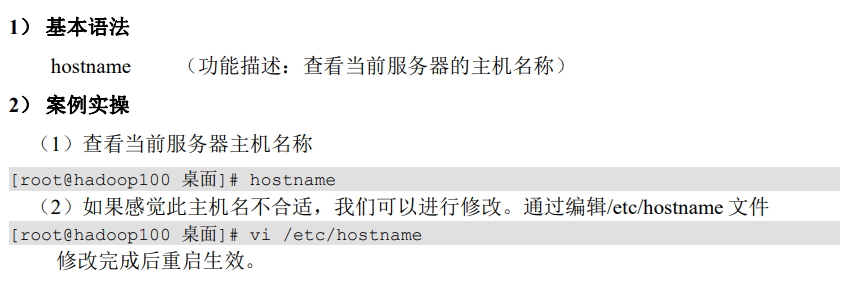 1） 基本语法
hostname （功能描述：查看当前服务器的主机名称）
2） 案例实操
（1）查看当前服务器主机名称
[root@hadoop100 桌面]# hostname
（2）如果感觉此主机名不合适，我们可以进行修改。通过编辑/etc/hostname 文件
[root@hadoop100 桌面]# vi /etc/hostname
修改完成后重启生效。